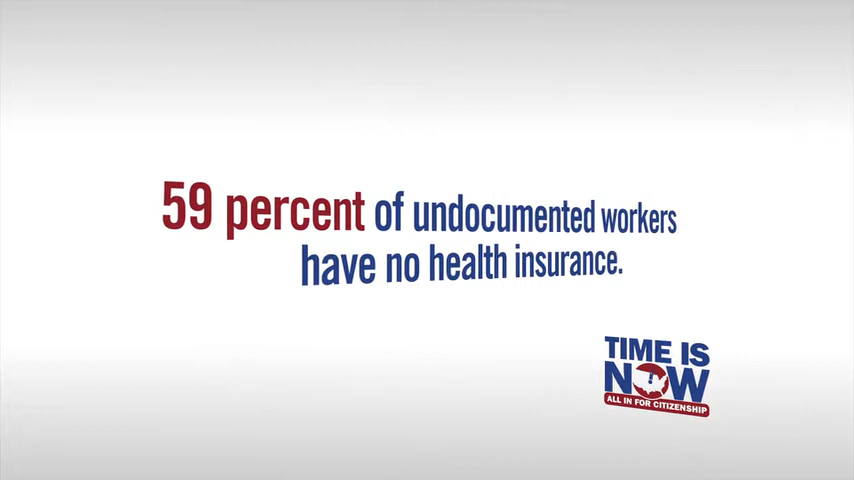 59 percent of undocumented workers
have no health insurance.
TIME IS
NOW
ALL IN FOR CITIZENSHIP